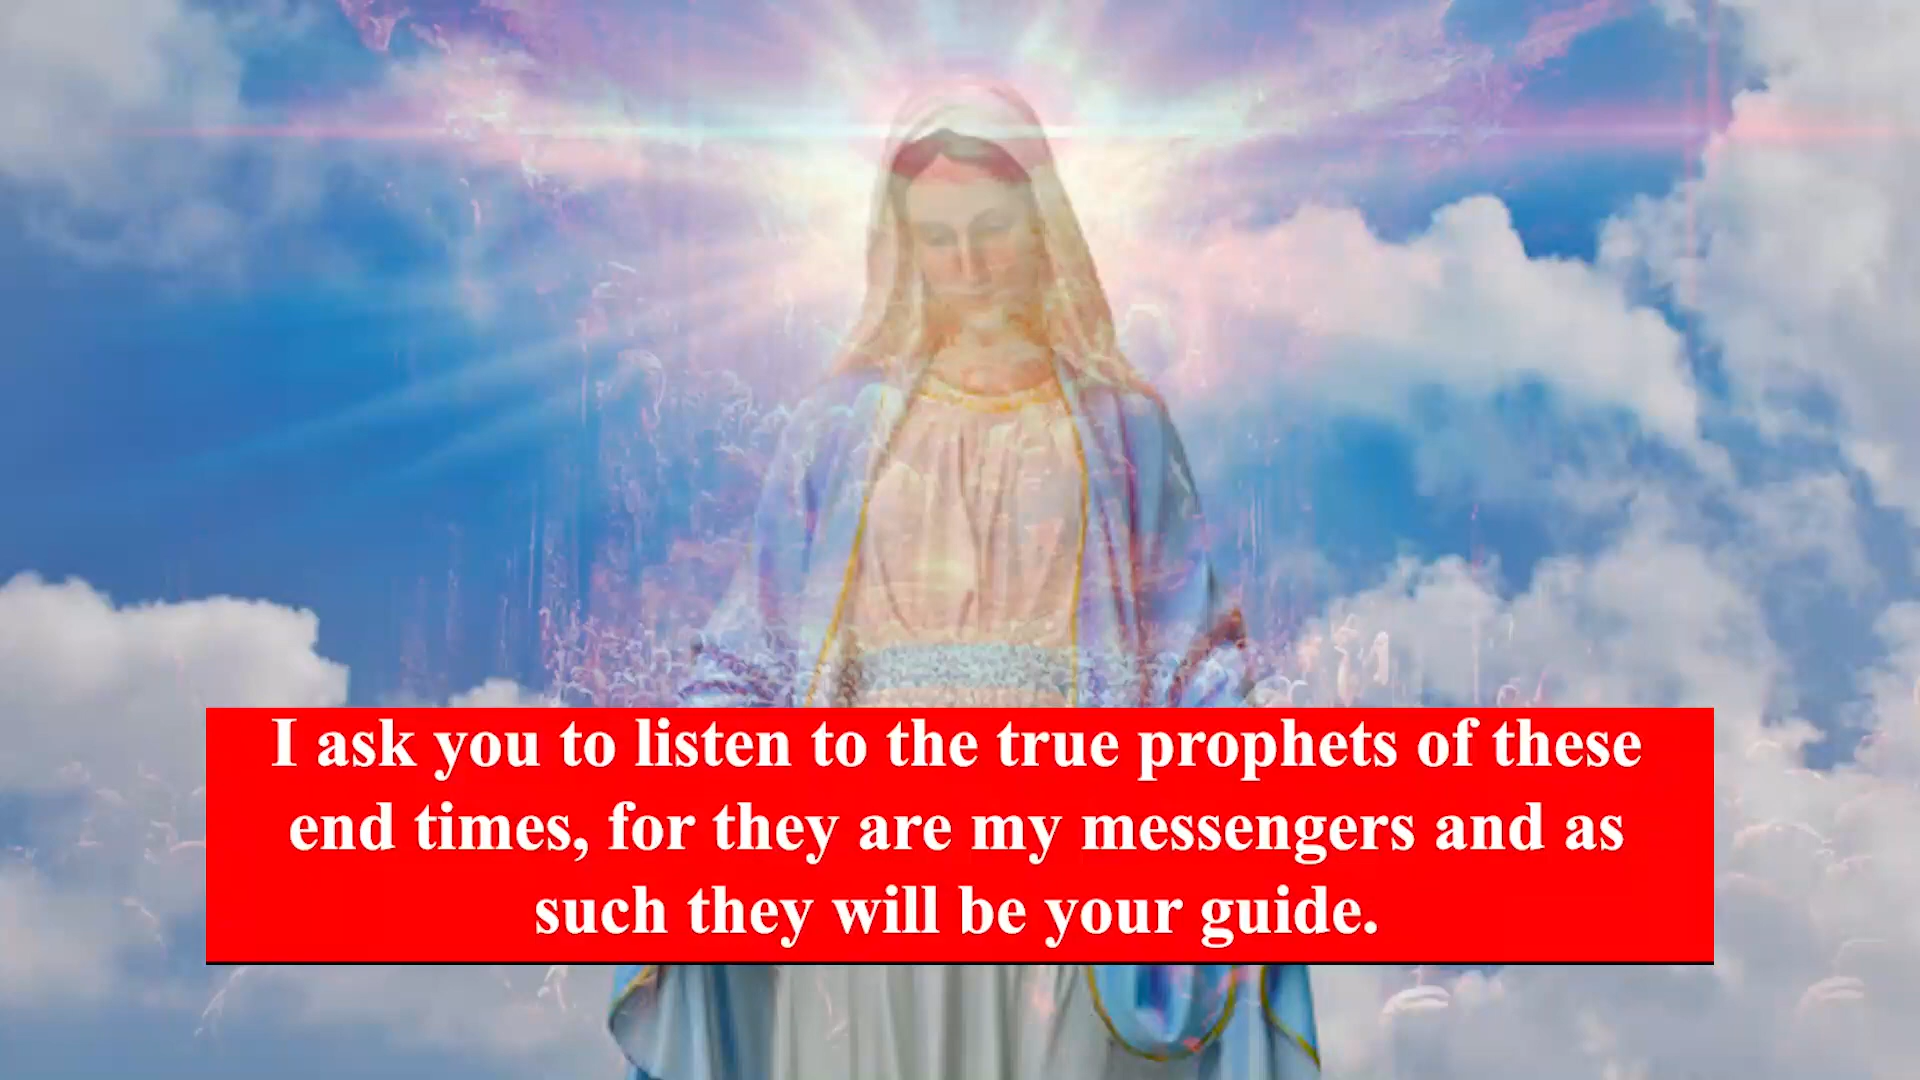 I ask you to listen to the true prophets of these
end times, for they are my messengers and as
such they will be your guide.